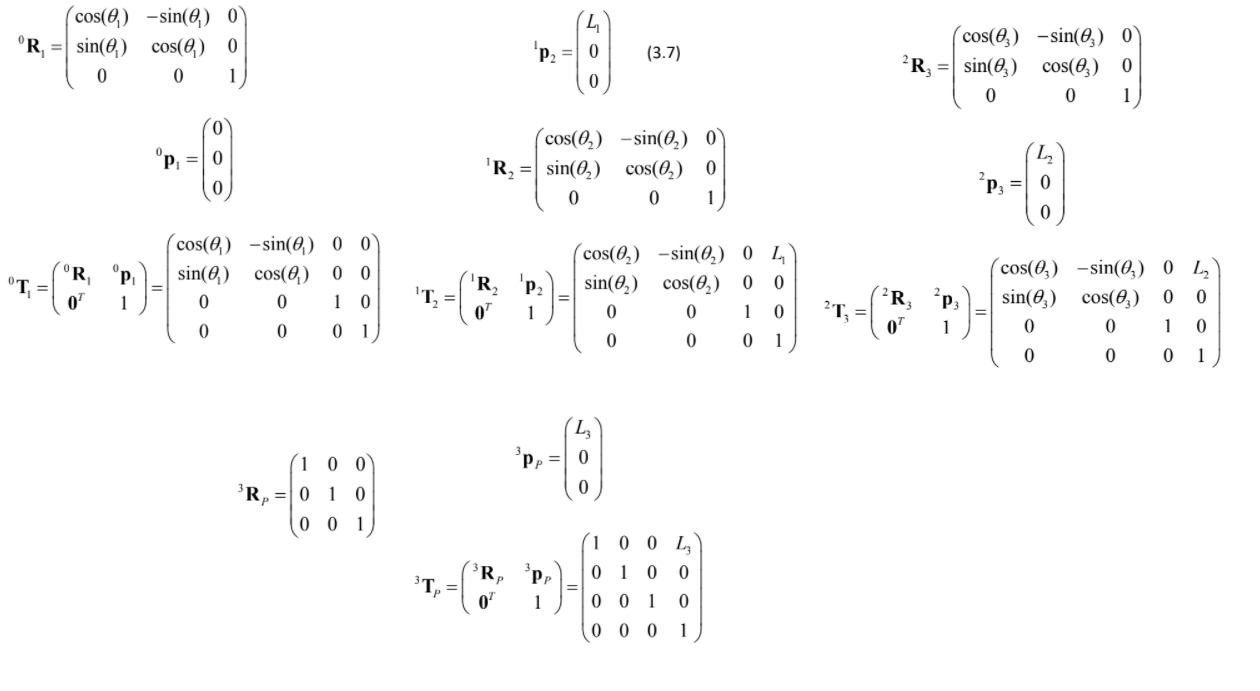 ⁰R₁ = ( cos(θ₁) −sin(θ₁) 0 ; sin(θ₁) cos(θ₁) 0 ; 0 0 1 )
¹p₂ = ( L₁ ; 0 ; 0 ) (3.7)
²R₃ = ( cos(θ₃) −sin(θ₃) 0 ; sin(θ₃) cos(θ₃) 0 ; 0 0 1 )
⁰p₁ = ( 0 ; 0 ; 0 )
¹R₂ = ( cos(θ₂) −sin(θ₂) 0 ; sin(θ₂) cos(θ₂) 0 ; 0 0 1 )
²p₃ = ( L₂ ; 0 ; 0 )
⁰T₁ = ( ⁰R₁ ⁰p₁ ; 0ᵀ 1 ) = ( cos(θ₁) −sin(θ₁) 0 0 ; sin(θ₁) cos(θ₁) 0 0 ; 0 0 1 0 ; 0 0 0 1 )
¹T₂ = ( ¹R₂ ¹p₂ ; 0ᵀ 1 ) = ( cos(θ₂) −sin(θ₂) 0 L₁ ; sin(θ₂) cos(θ₂) 0 0 ; 0 0 1 0 ; 0 0 0 1 )
²T₃ = ( ²R₃ ²p₃ ; 0ᵀ 1 ) = ( cos(θ₃) −sin(θ₃) 0 L₂ ; sin(θ₃) cos(θ₃) 0 0 ; 0 0 1 0 ; 0 0 0 1 )
³R_P = ( 1 0 0 ; 0 1 0 ; 0 0 1 )
³p_P = ( L₃ ; 0 ; 0 )
³T_P = ( ³R_P ³p_P ; 0ᵀ 1 ) = ( 1 0 0 L₃ ; 0 1 0 0 ; 0 0 1 0 ; 0 0 0 1 )